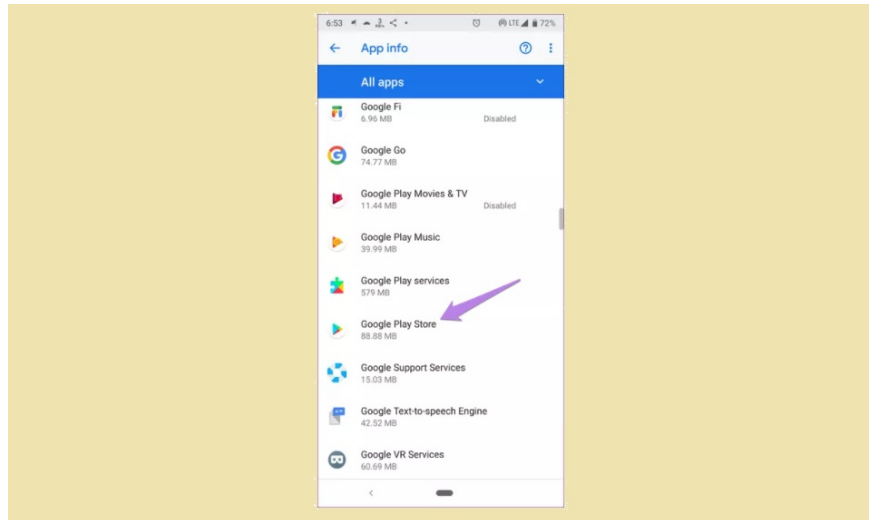 6:53 LTE 72%
App info
All apps
Google Fi
6.96 MB Disabled
Google Go
74.77 MB
Google Play Movies & TV
11.44 MB Disabled
Google Play Music
39.99 MB
Google Play services
579 MB
Google Play Store
88.88 MB
Google Support Services
15.03 MB
Google Text-to-speech Engine
42.52 MB
Google VR Services
60.69 MB